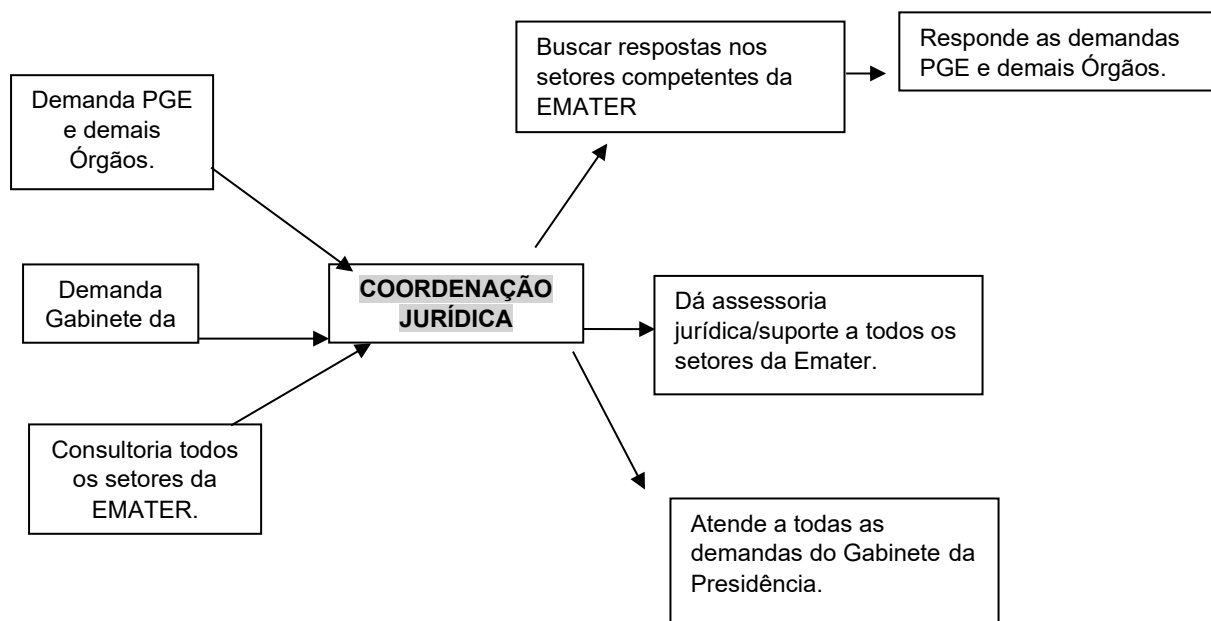 Demanda PGE
e demais
Órgãos.
Demanda
Gabinete da
Consultoria todos
os setores da
EMATER.
COORDENAÇÃO
JURÍDICA
Buscar respostas nos
setores competentes da
EMATER
Responde as demandas
PGE e demais Órgãos.
Dá assessoria
jurídica/suporte a todos os
setores da Emater.
Atende a todas as
demandas do Gabinete da
Presidência.